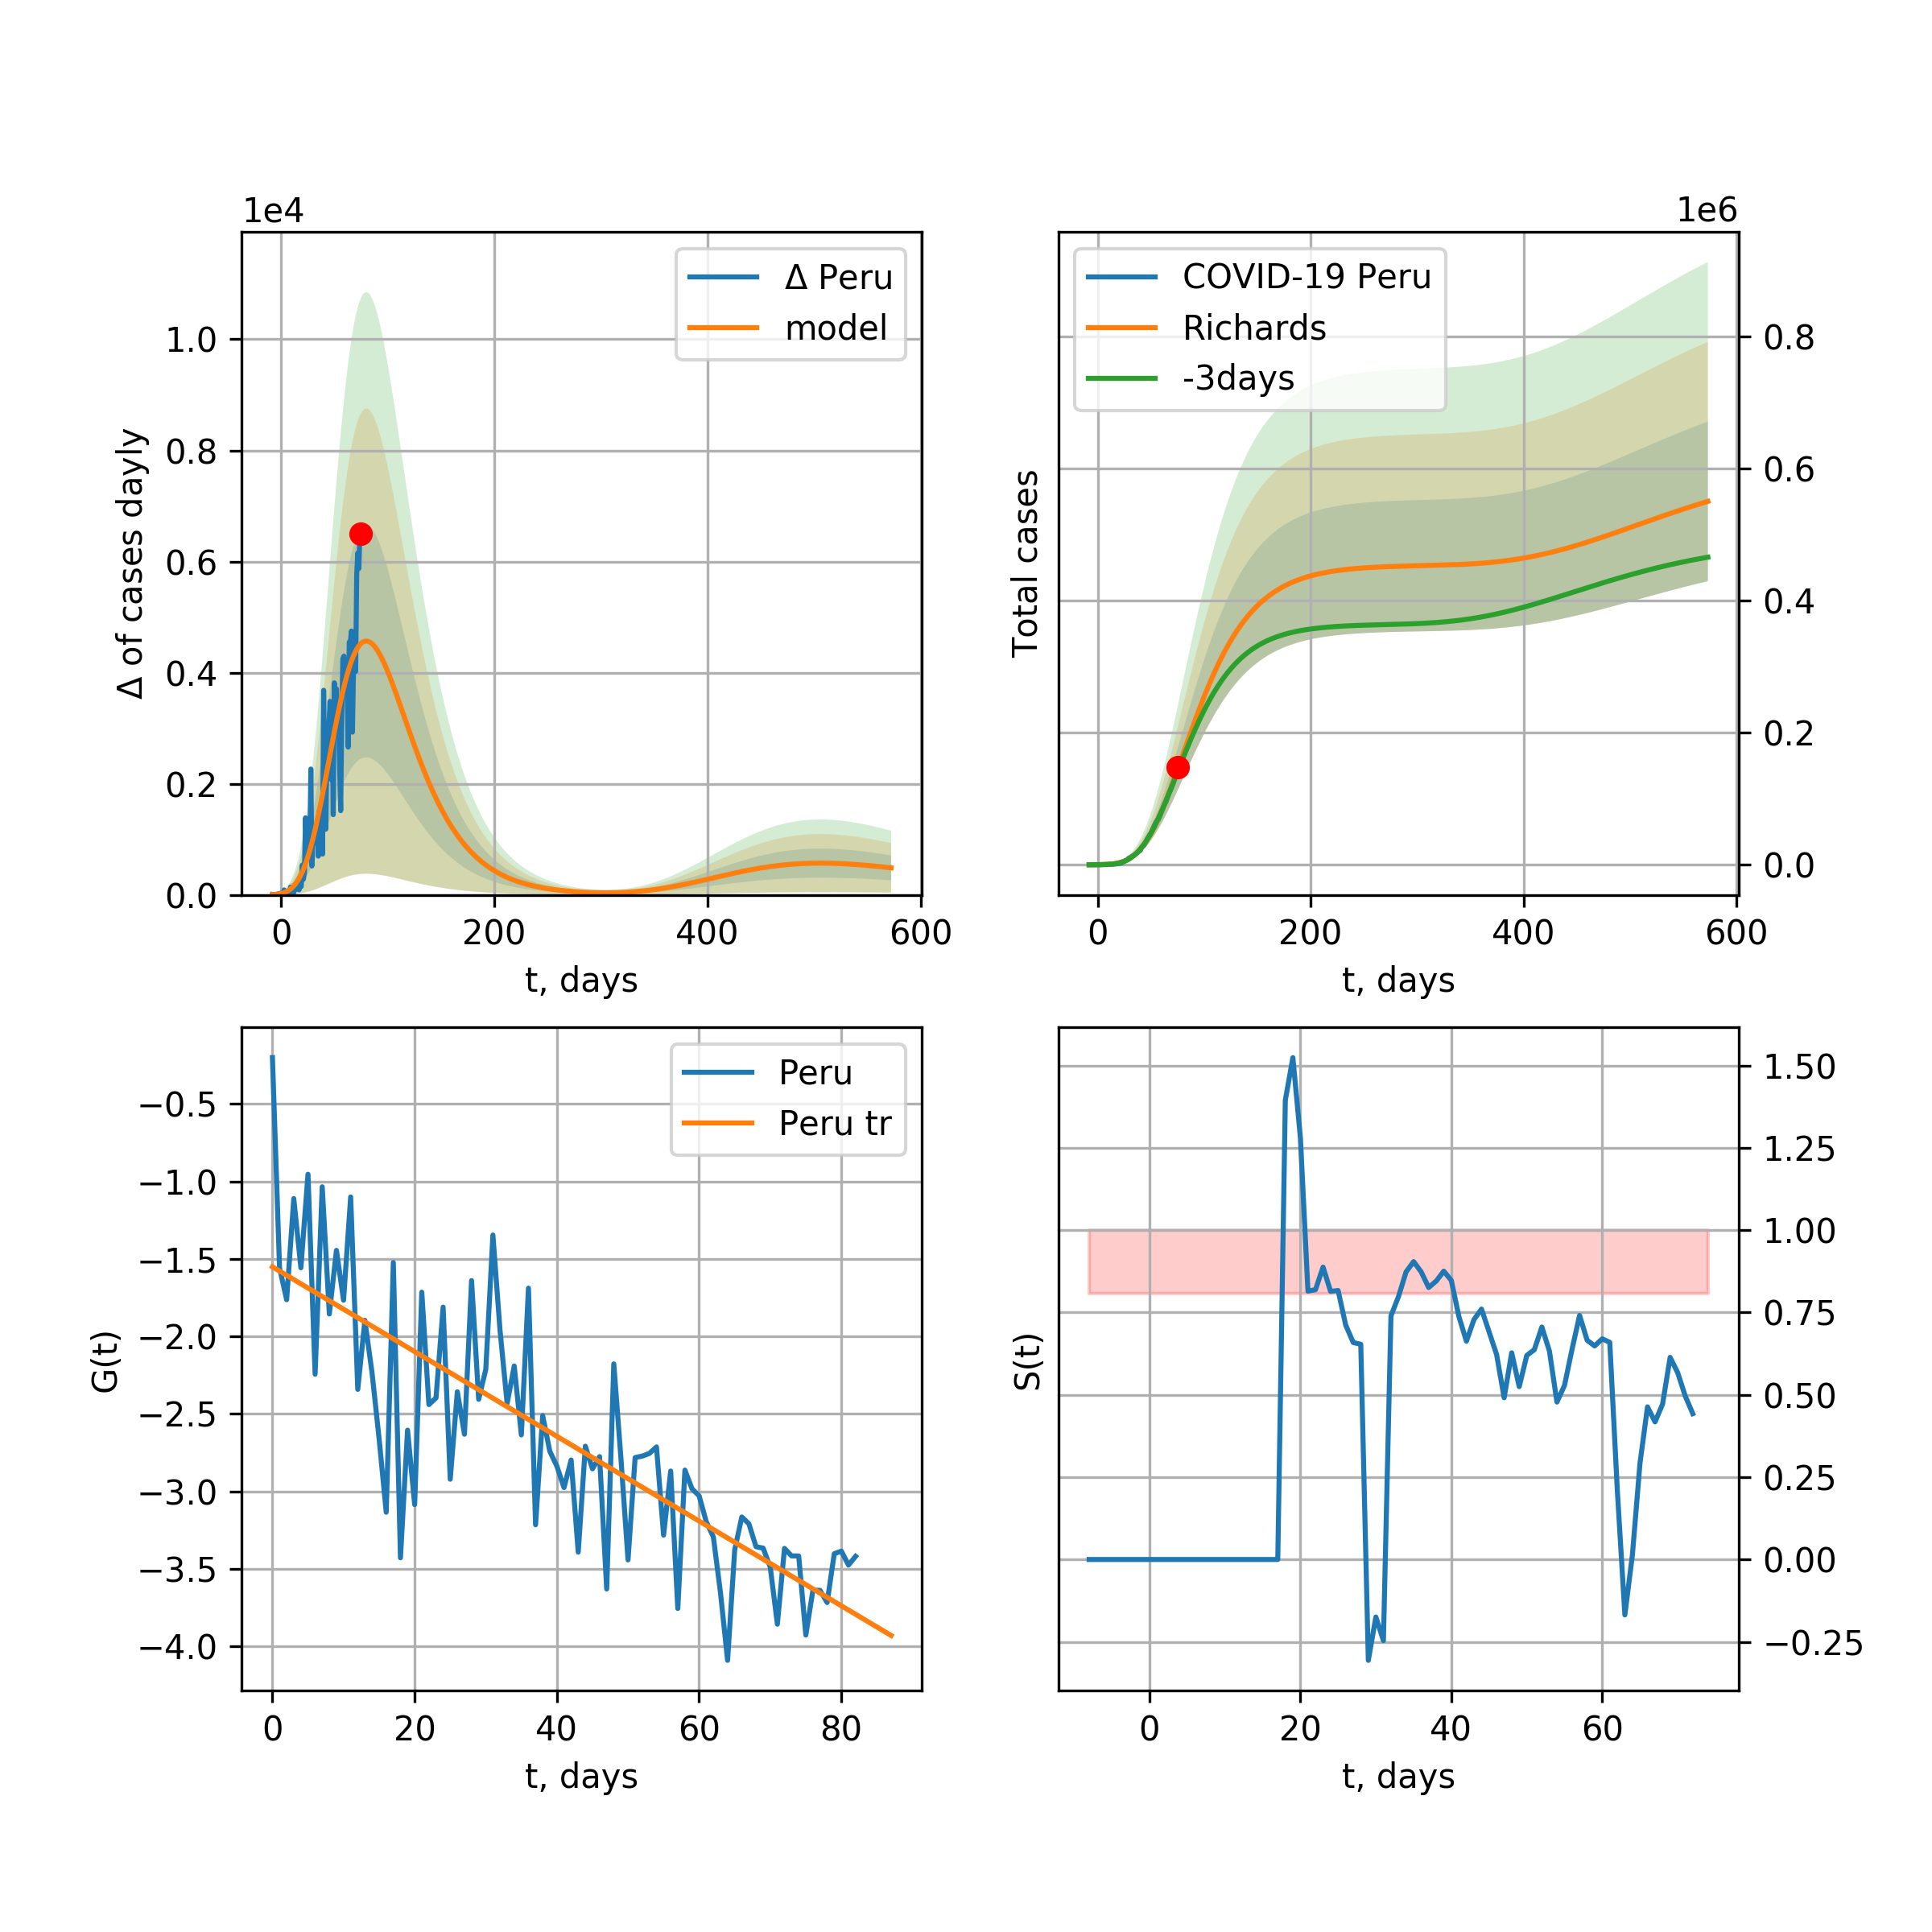 1e4
Δ of cases dayly
1.0
0.8
0.6
0.4
0.2
0.0
0 200 400 600
t, days
Δ Peru
model
1e6
Total cases
COVID-19 Peru
Richards
-3days
0.8
0.6
0.4
0.2
0.0
0 200 400 600
t, days
G(t)
−0.5
−1.0
−1.5
−2.0
−2.5
−3.0
−3.5
−4.0
0 20 40 60 80
t, days
Peru
Peru tr
S(t)
1.50
1.25
1.00
0.75
0.50
0.25
0.00
−0.25
0 20 40 60
t, days